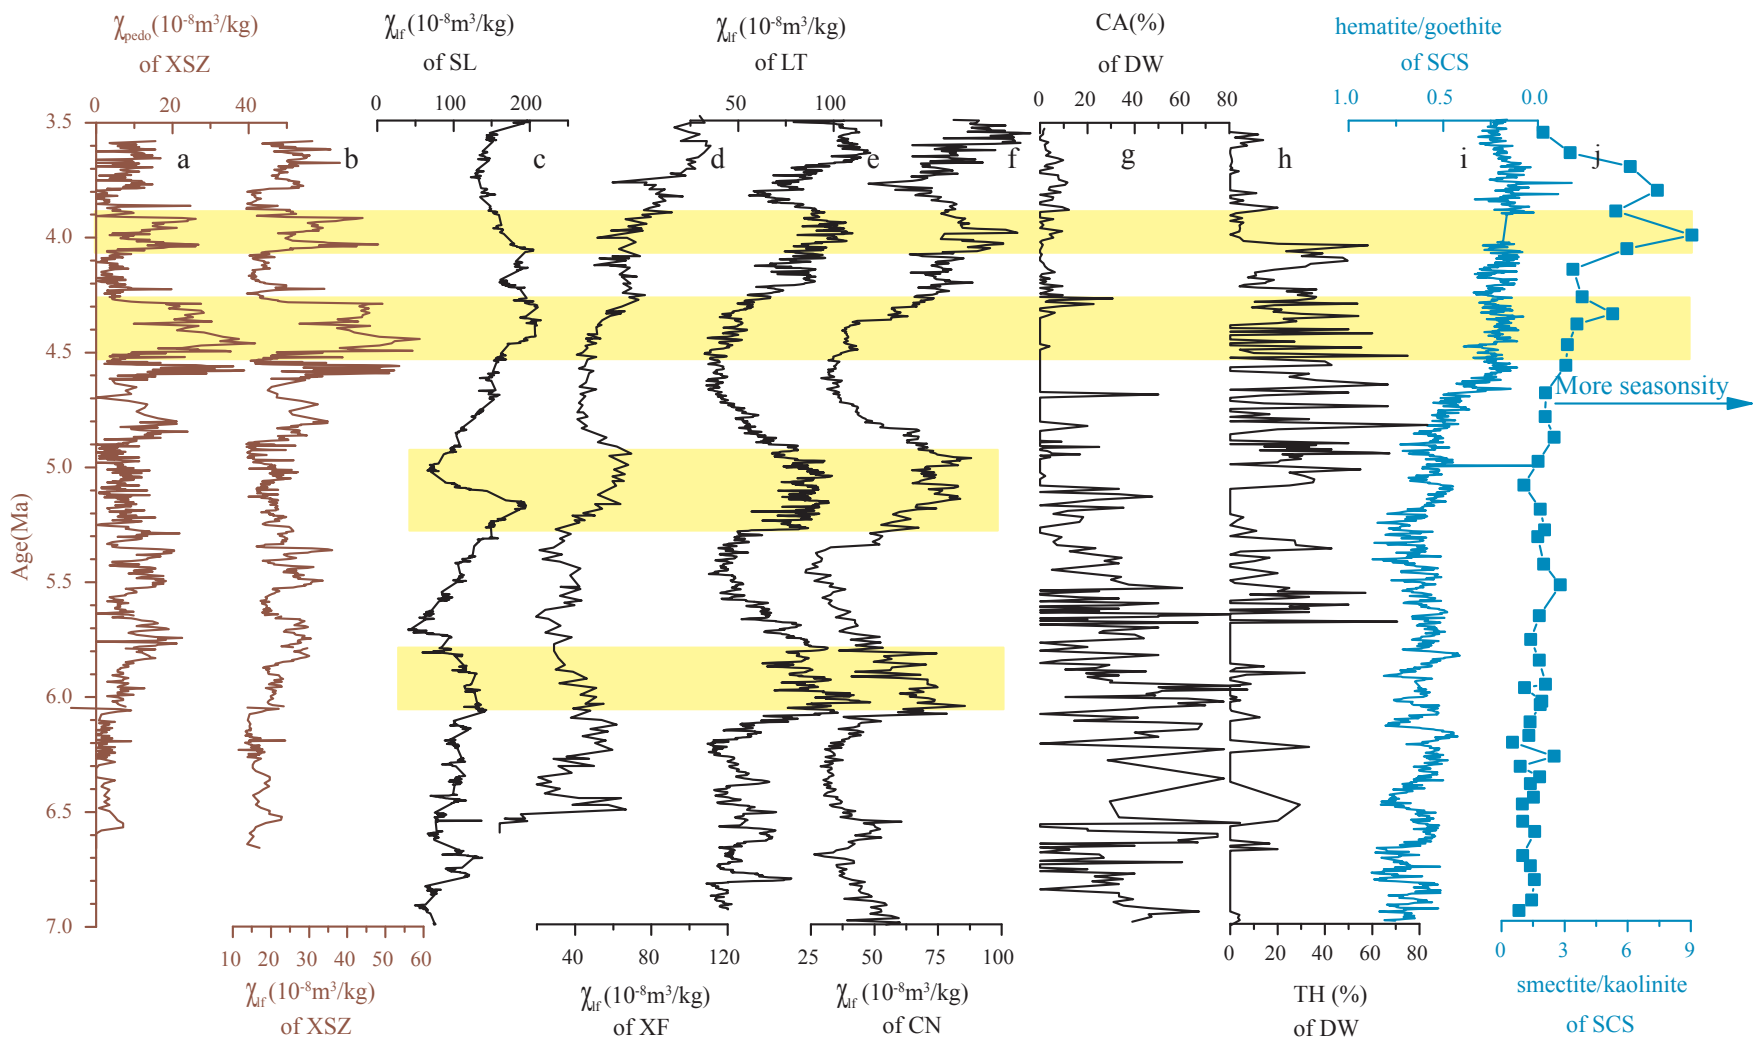 χpedo(10-8m3/kg)
of XSZ
χlf(10-8m3/kg)
of SL
χlf(10-8m3/kg)
of LT
CA(%)
of DW
hematite/goethite
of SCS
0 20 40
0 100 200
50 100
0 20 40 60 80
1.0 0.5 0.0
a b c d e f g h i j
3.5
4.0
4.5
5.0
5.5
6.0
6.5
7.0
Age(Ma)
More seasonsity
10 20 30 40 50 60
40 80 120
25 50 75 100
0 20 40 60 80
0 3 6 9
χlf(10-8m3/kg)
of XSZ
χlf(10-8m3/kg)
of XF
χlf(10-8m3/kg)
of CN
TH (%)
of DW
smectite/kaolinite
of SCS